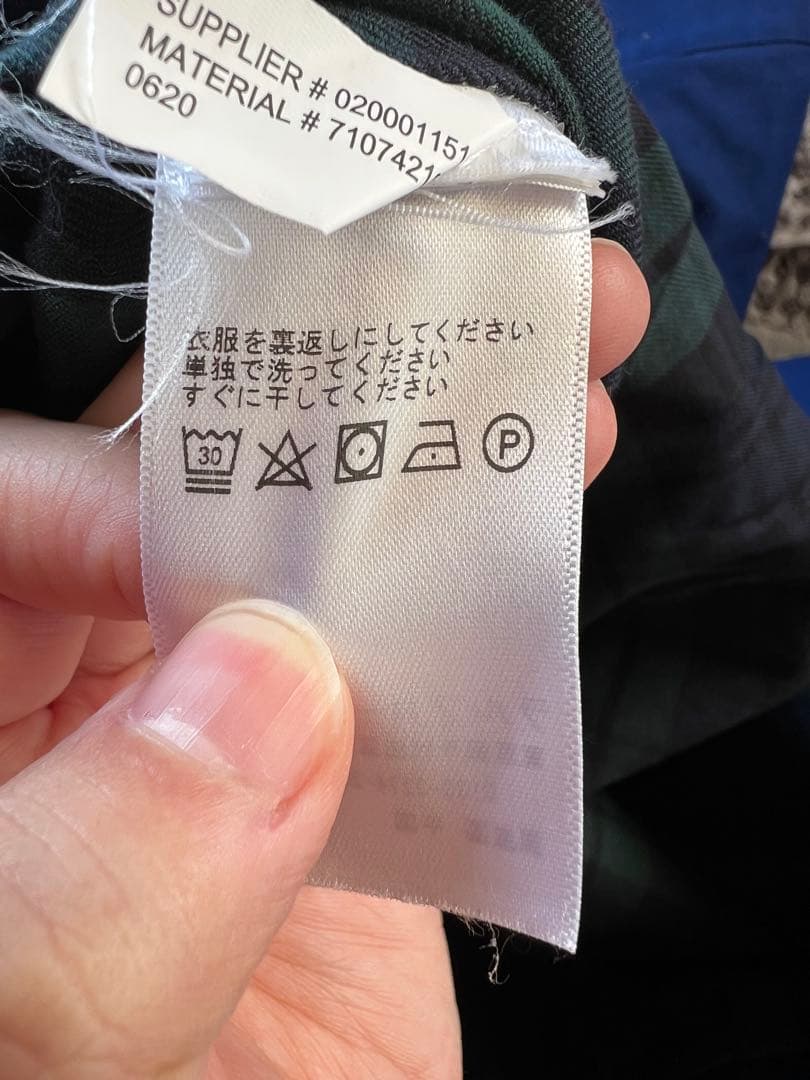 SUPPLIER # 020001151
MATERIAL # 7107421
0620
衣服を裏返しにしてください
単独で洗ってください
すぐに干してください
30
P